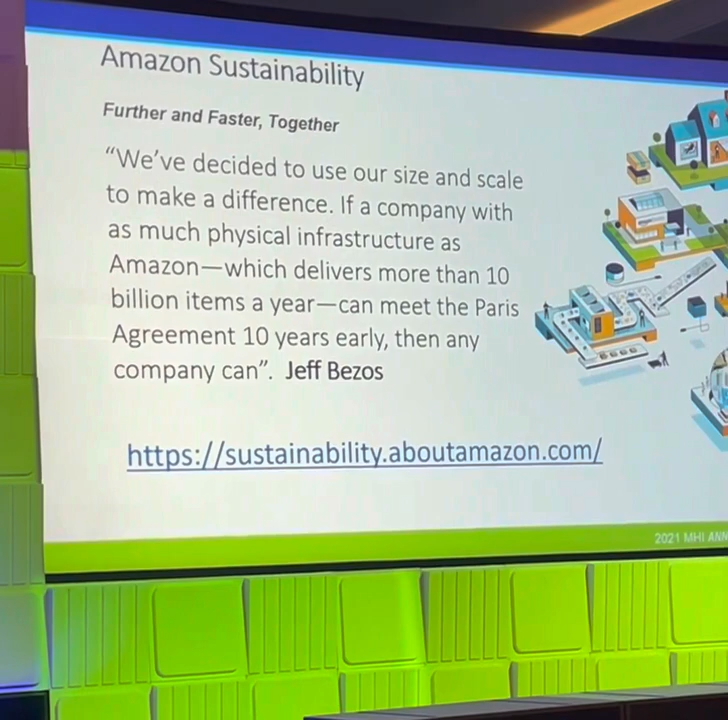 Amazon Sustainability
Further and Faster, Together
“We’ve decided to use our size and scale
to make a difference. If a company with
as much physical infrastructure as
Amazon—which delivers more than 10
billion items a year—can meet the Paris
Agreement 10 years early, then any
company can”.  Jeff Bezos
https://sustainability.aboutamazon.com/
2021 MHI ANN